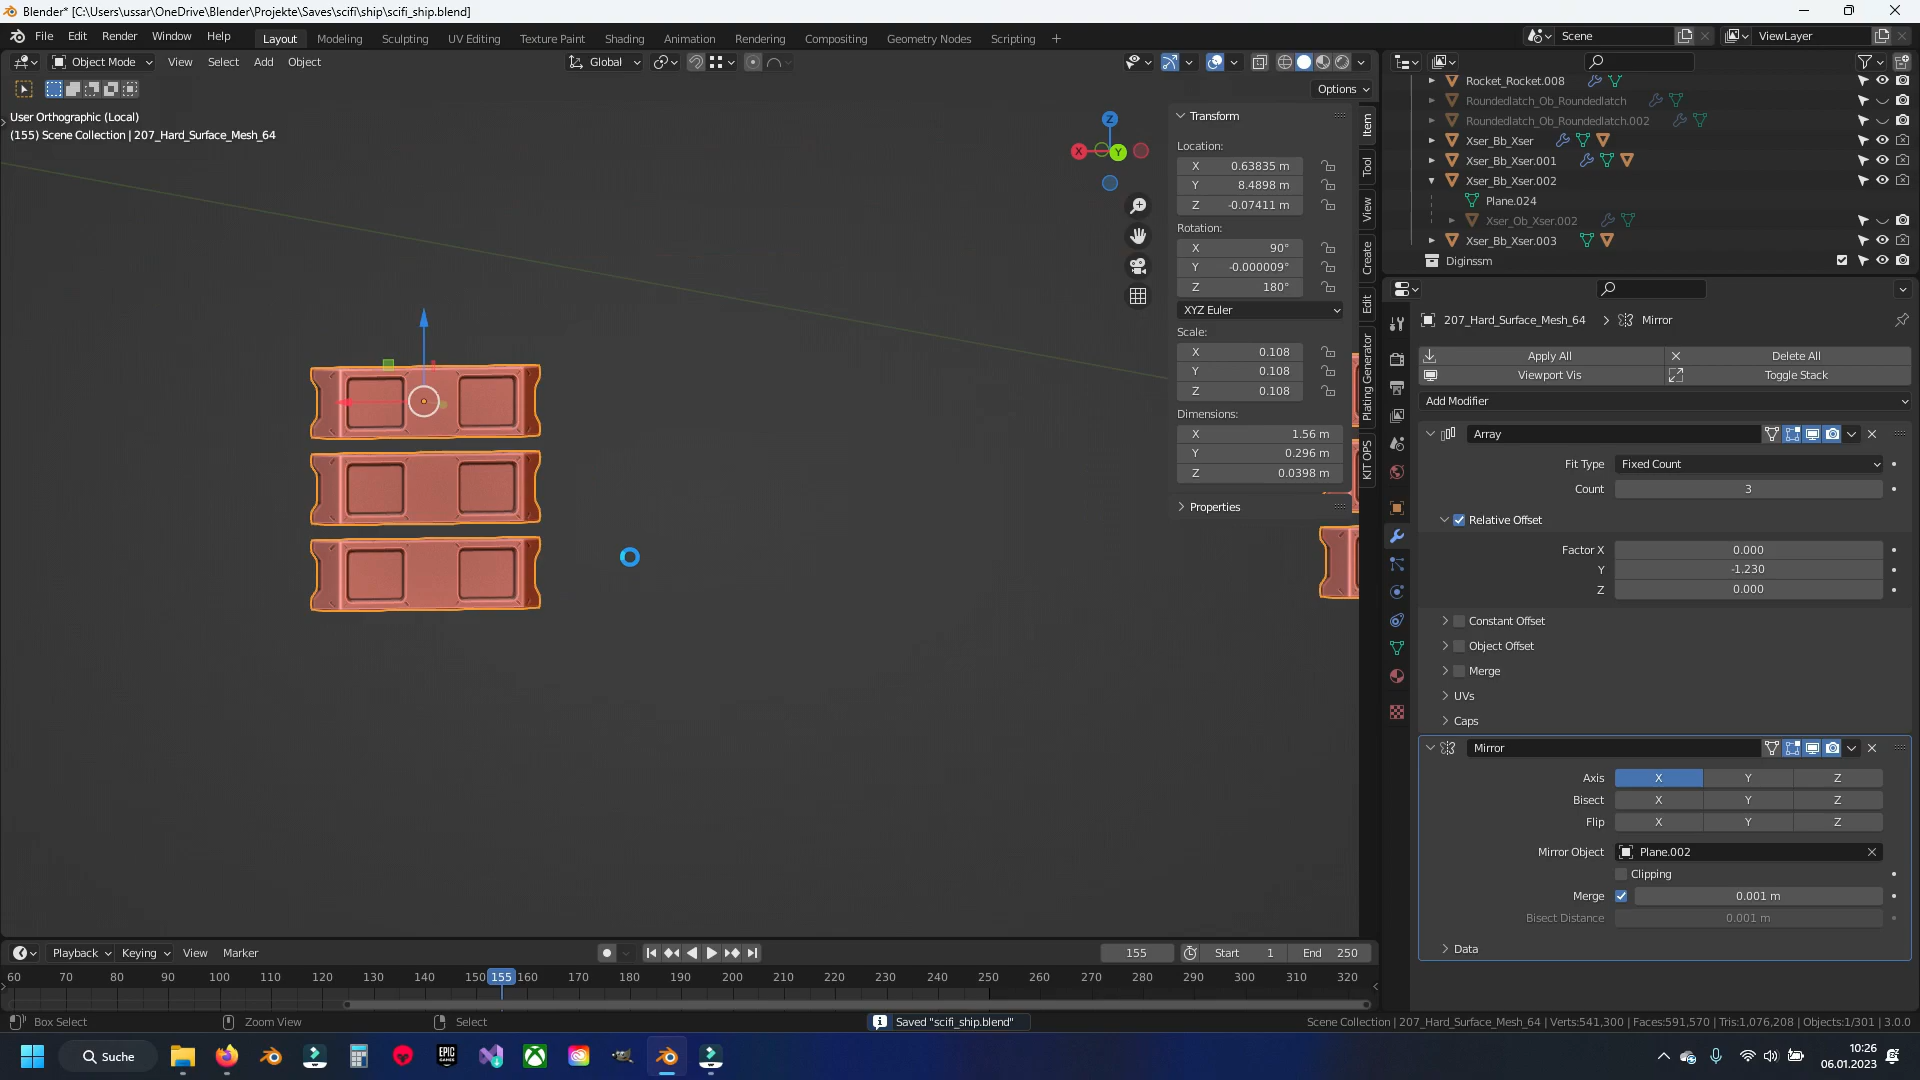 Blender* [C:\Users\ussar\OneDrive\Blender\Projekte\Saves\scifi\ship\scifi_ship.blend]
File Edit Render Window Help Layout Modeling Sculpting UV Editing Texture Paint Shading Animation Rendering Compositing Geometry Nodes Scripting + Scene ViewLayer
Object Mode View Select Add Object Global
Options
User Orthographic (Local)
(155) Scene Collection | 207_Hard_Surface_Mesh_64
Z
X
Y
Transform
Location:
X 0.63835 m
Y 8.4898 m
Z -0.07411 m
Rotation:
X 90°
Y -0.000009°
Z 180°
XYZ Euler
Scale:
X 0.108
Y 0.108
Z 0.108
Dimensions:
X 1.56 m
Y 0.296 m
Z 0.0398 m
Properties
Item
Tool
View
Create
Edit
Plating Generator
KIT OPS
Rocket_Rocket.008
Roundedlatch_Ob_Roundedlatch
Roundedlatch_Ob_Roundedlatch.002
Xser_Bb_Xser
Xser_Bb_Xser.001
Xser_Bb_Xser.002
Plane.024
Xser_Ob_Xser.002
Xser_Bb_Xser.003
Diginssm
207_Hard_Surface_Mesh_64 > Mirror
Apply All Delete All
Viewport Vis Toggle Stack
Add Modifier
Array
Fit Type Fixed Count
Count 3
Relative Offset
Factor X 0.000
Y -1.230
Z 0.000
Constant Offset
Object Offset
Merge
UVs
Caps
Mirror
Axis X Y Z
Bisect X Y Z
Flip X Y Z
Mirror Object Plane.002
Clipping
Merge 0.001 m
Bisect Distance 0.001 m
Data
Playback Keying View Marker 155 Start 1 End 250
60 70 80 90 100 110 120 130 140 150 155 160 170 180 190 200 210 220 230 240 250 260 270 280 290 300 310 320
Box Select Zoom View Select Saved "scifi_ship.blend" Scene Collection | 207_Hard_Surface_Mesh_64 | Verts:541,300 | Faces:591,570 | Tris:1,076,208 | Objects:1/301 | 3.0.0
Suche
EPIC GAMES
10:26
06.01.2023